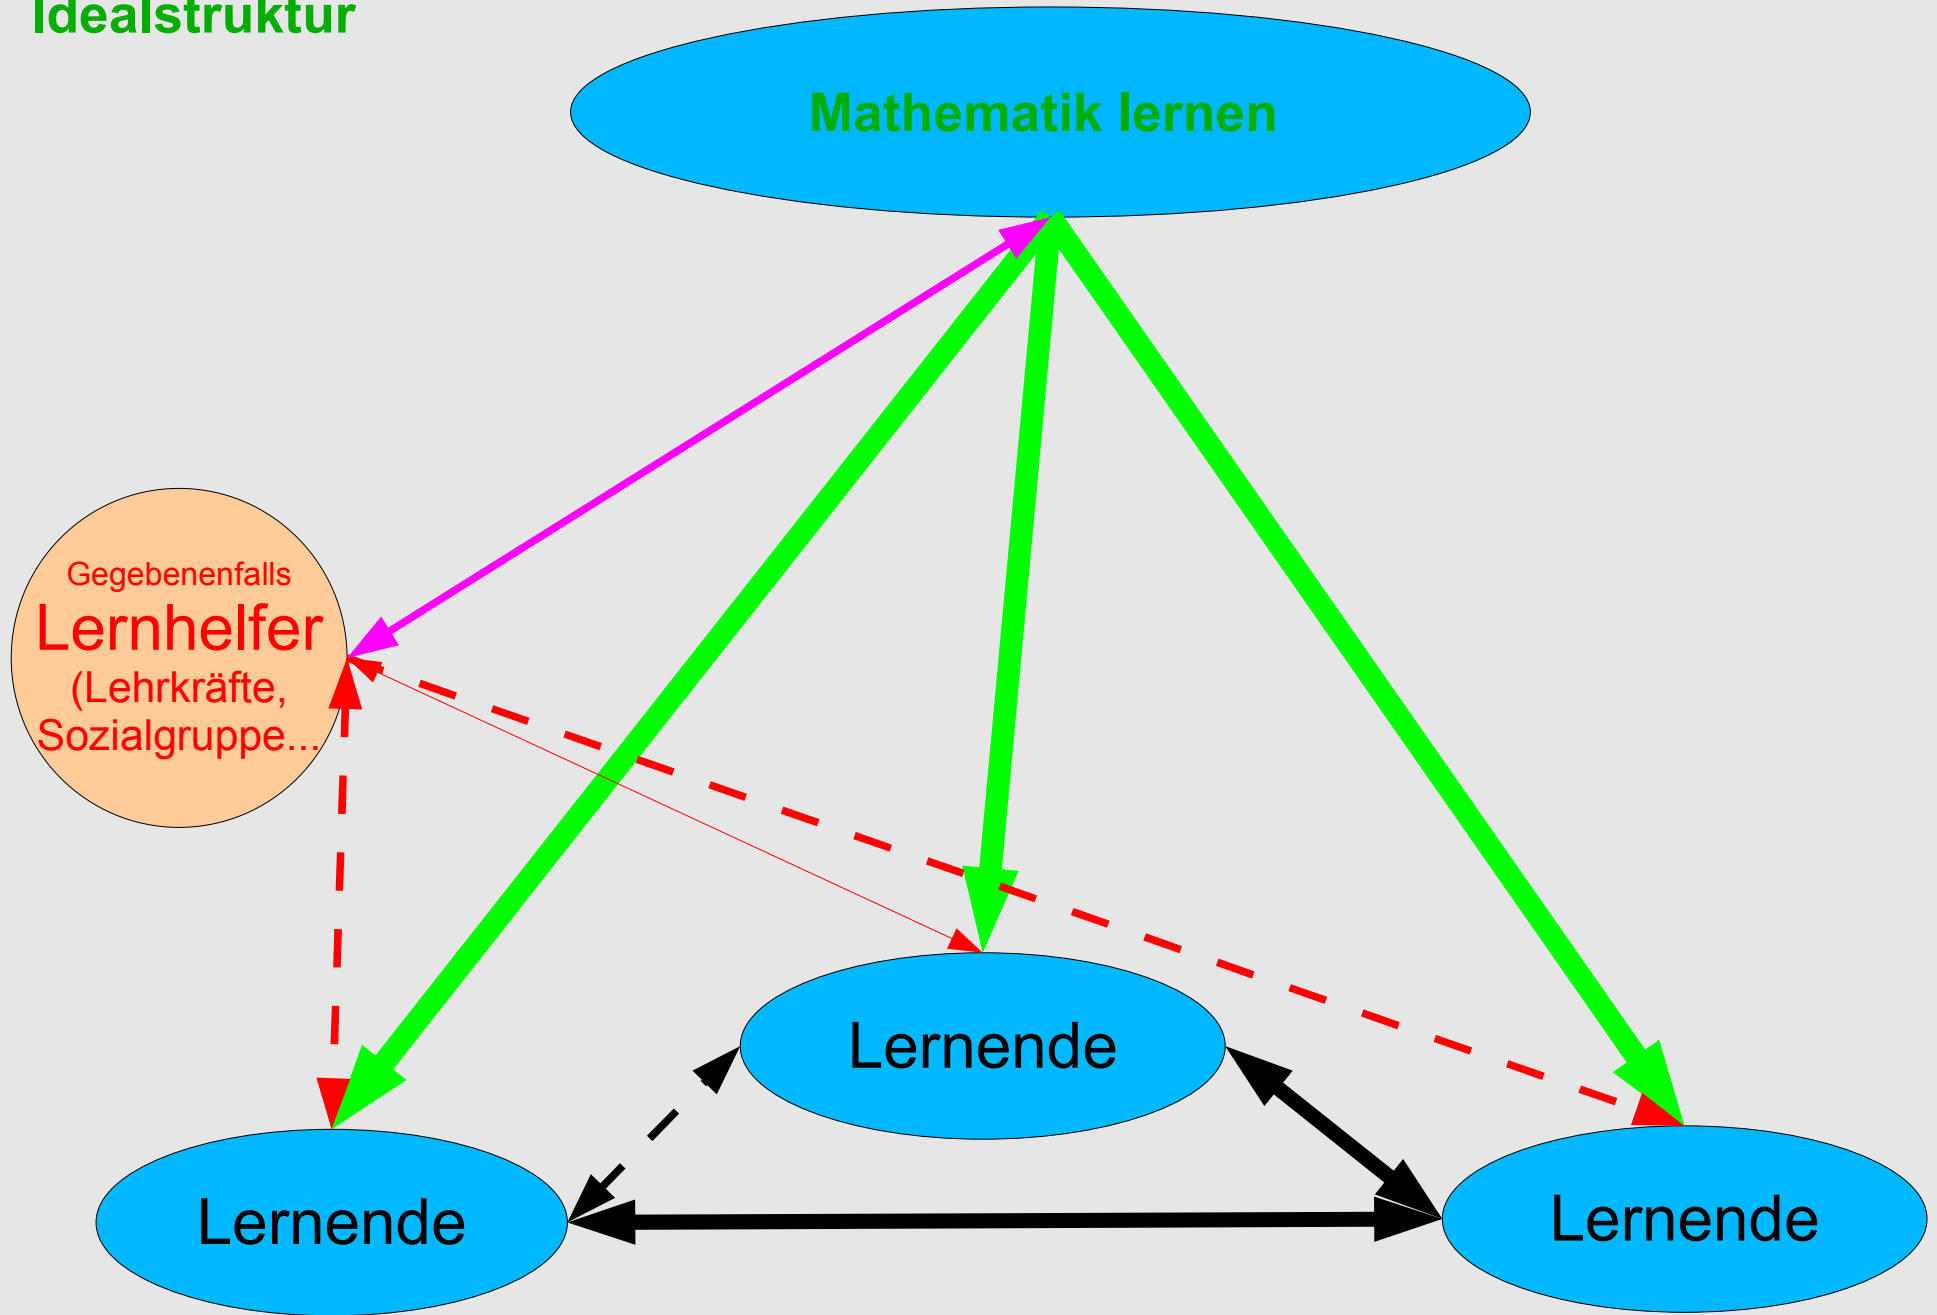 Idealstruktur
Mathematik lernen
Gegebenenfalls
Lernhelfer
(Lehrkräfte,
Sozialgruppe...
Lernende
Lernende
Lernende